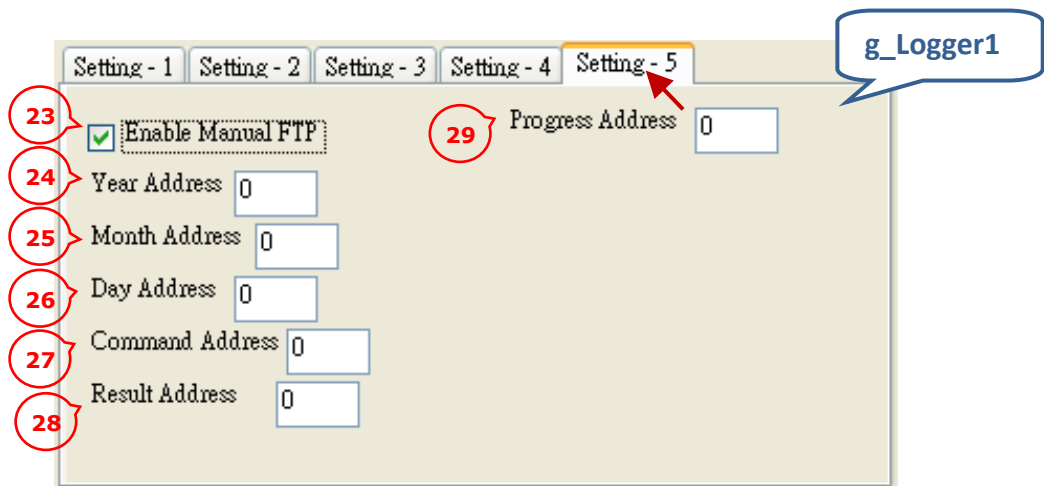 g_Logger1
Setting - 1 Setting - 2 Setting - 3 Setting - 4 Setting - 5
23 Enable Manual FTP
29 Progress Address 0
24 Year Address 0
25 Month Address 0
26 Day Address 0
27 Command Address 0
28 Result Address 0